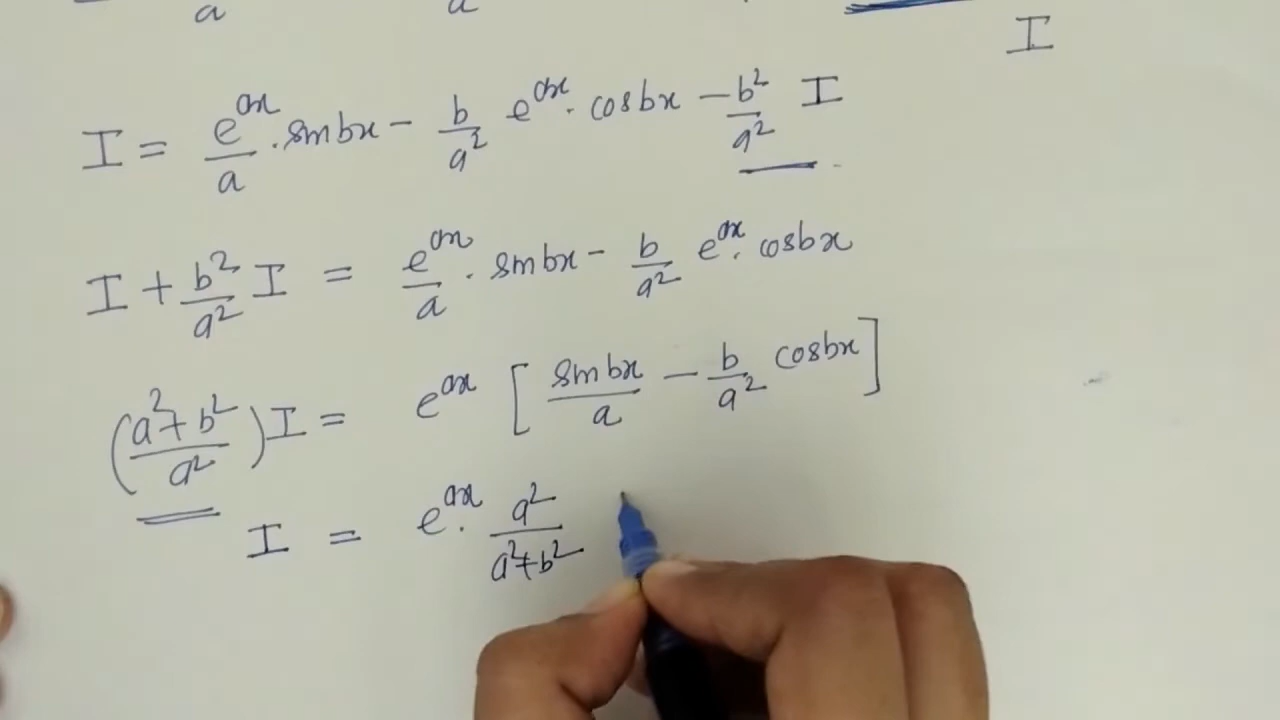 a a
I
I = e^ax/a . sin bx - b/a² e^ax . cos bx - b²/a² I
I + b²/a² I = e^ax/a . sin bx - b/a² e^ax . cos bx
(a²+b²/a²) I = e^ax [ sin bx/a - b/a² cos bx ]
I = e^ax . a²/a²+b²